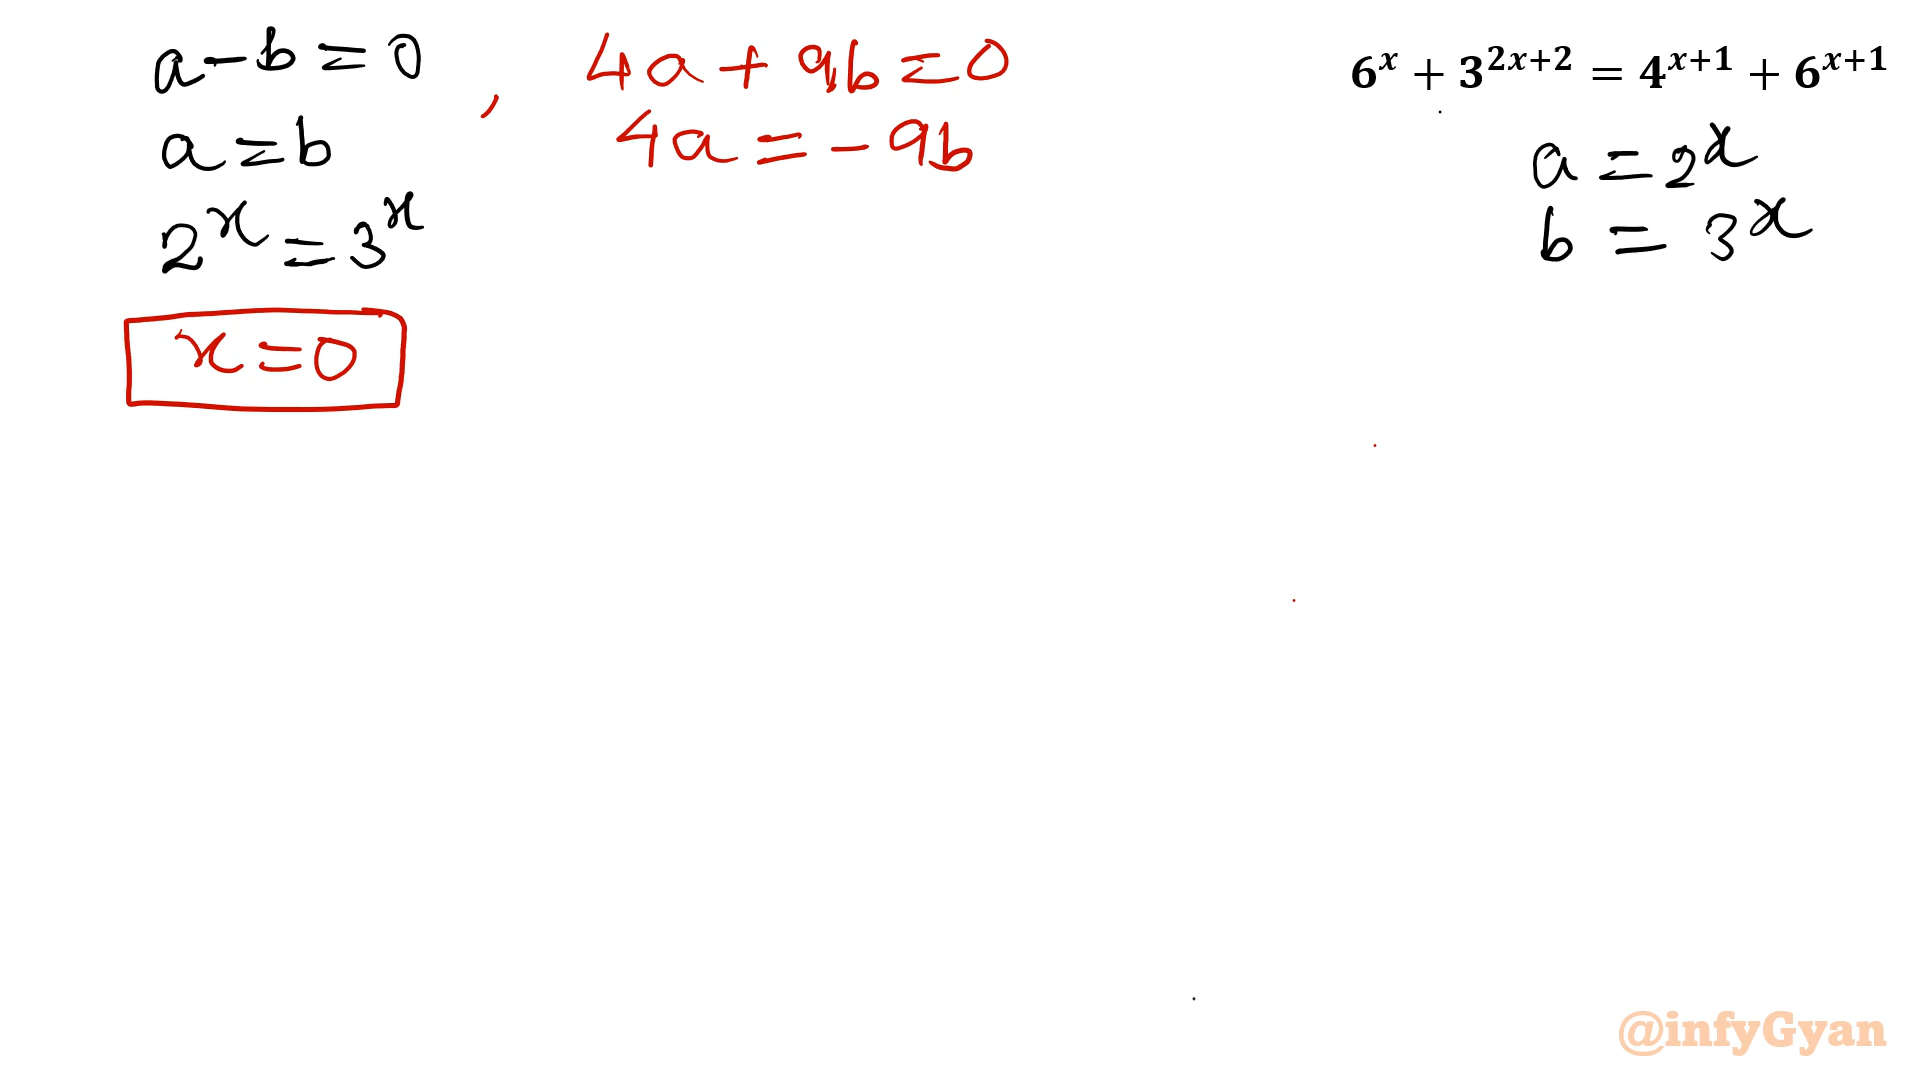 a - b = 0 , 4a + 9b = 0
a = b
4a = - 9b
2^x = 3^x
x = 0
6^x + 3^{2x+2} = 4^{x+1} + 6^{x+1}
a = 2^x
b = 3^x
@infyGyan